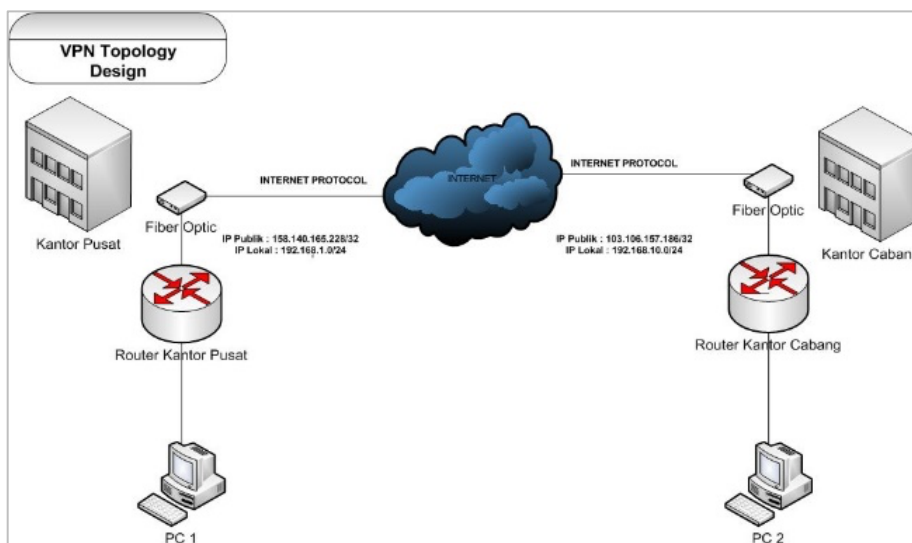 VPN Topology
Design
INTERNET PROTOCOL
INTERNET
INTERNET PROTOCOL
Kantor Pusat
Fiber Optic
IP Publik : 158.140.165.228/32
IP Lokal : 192.168.1.0/24
IP Publik : 103.106.157.186/32
IP Lokal : 192.168.10.0/24
Fiber Optic
Kantor Caban
Router Kantor Pusat
Router Kantor Cabang
PC 1
PC 2